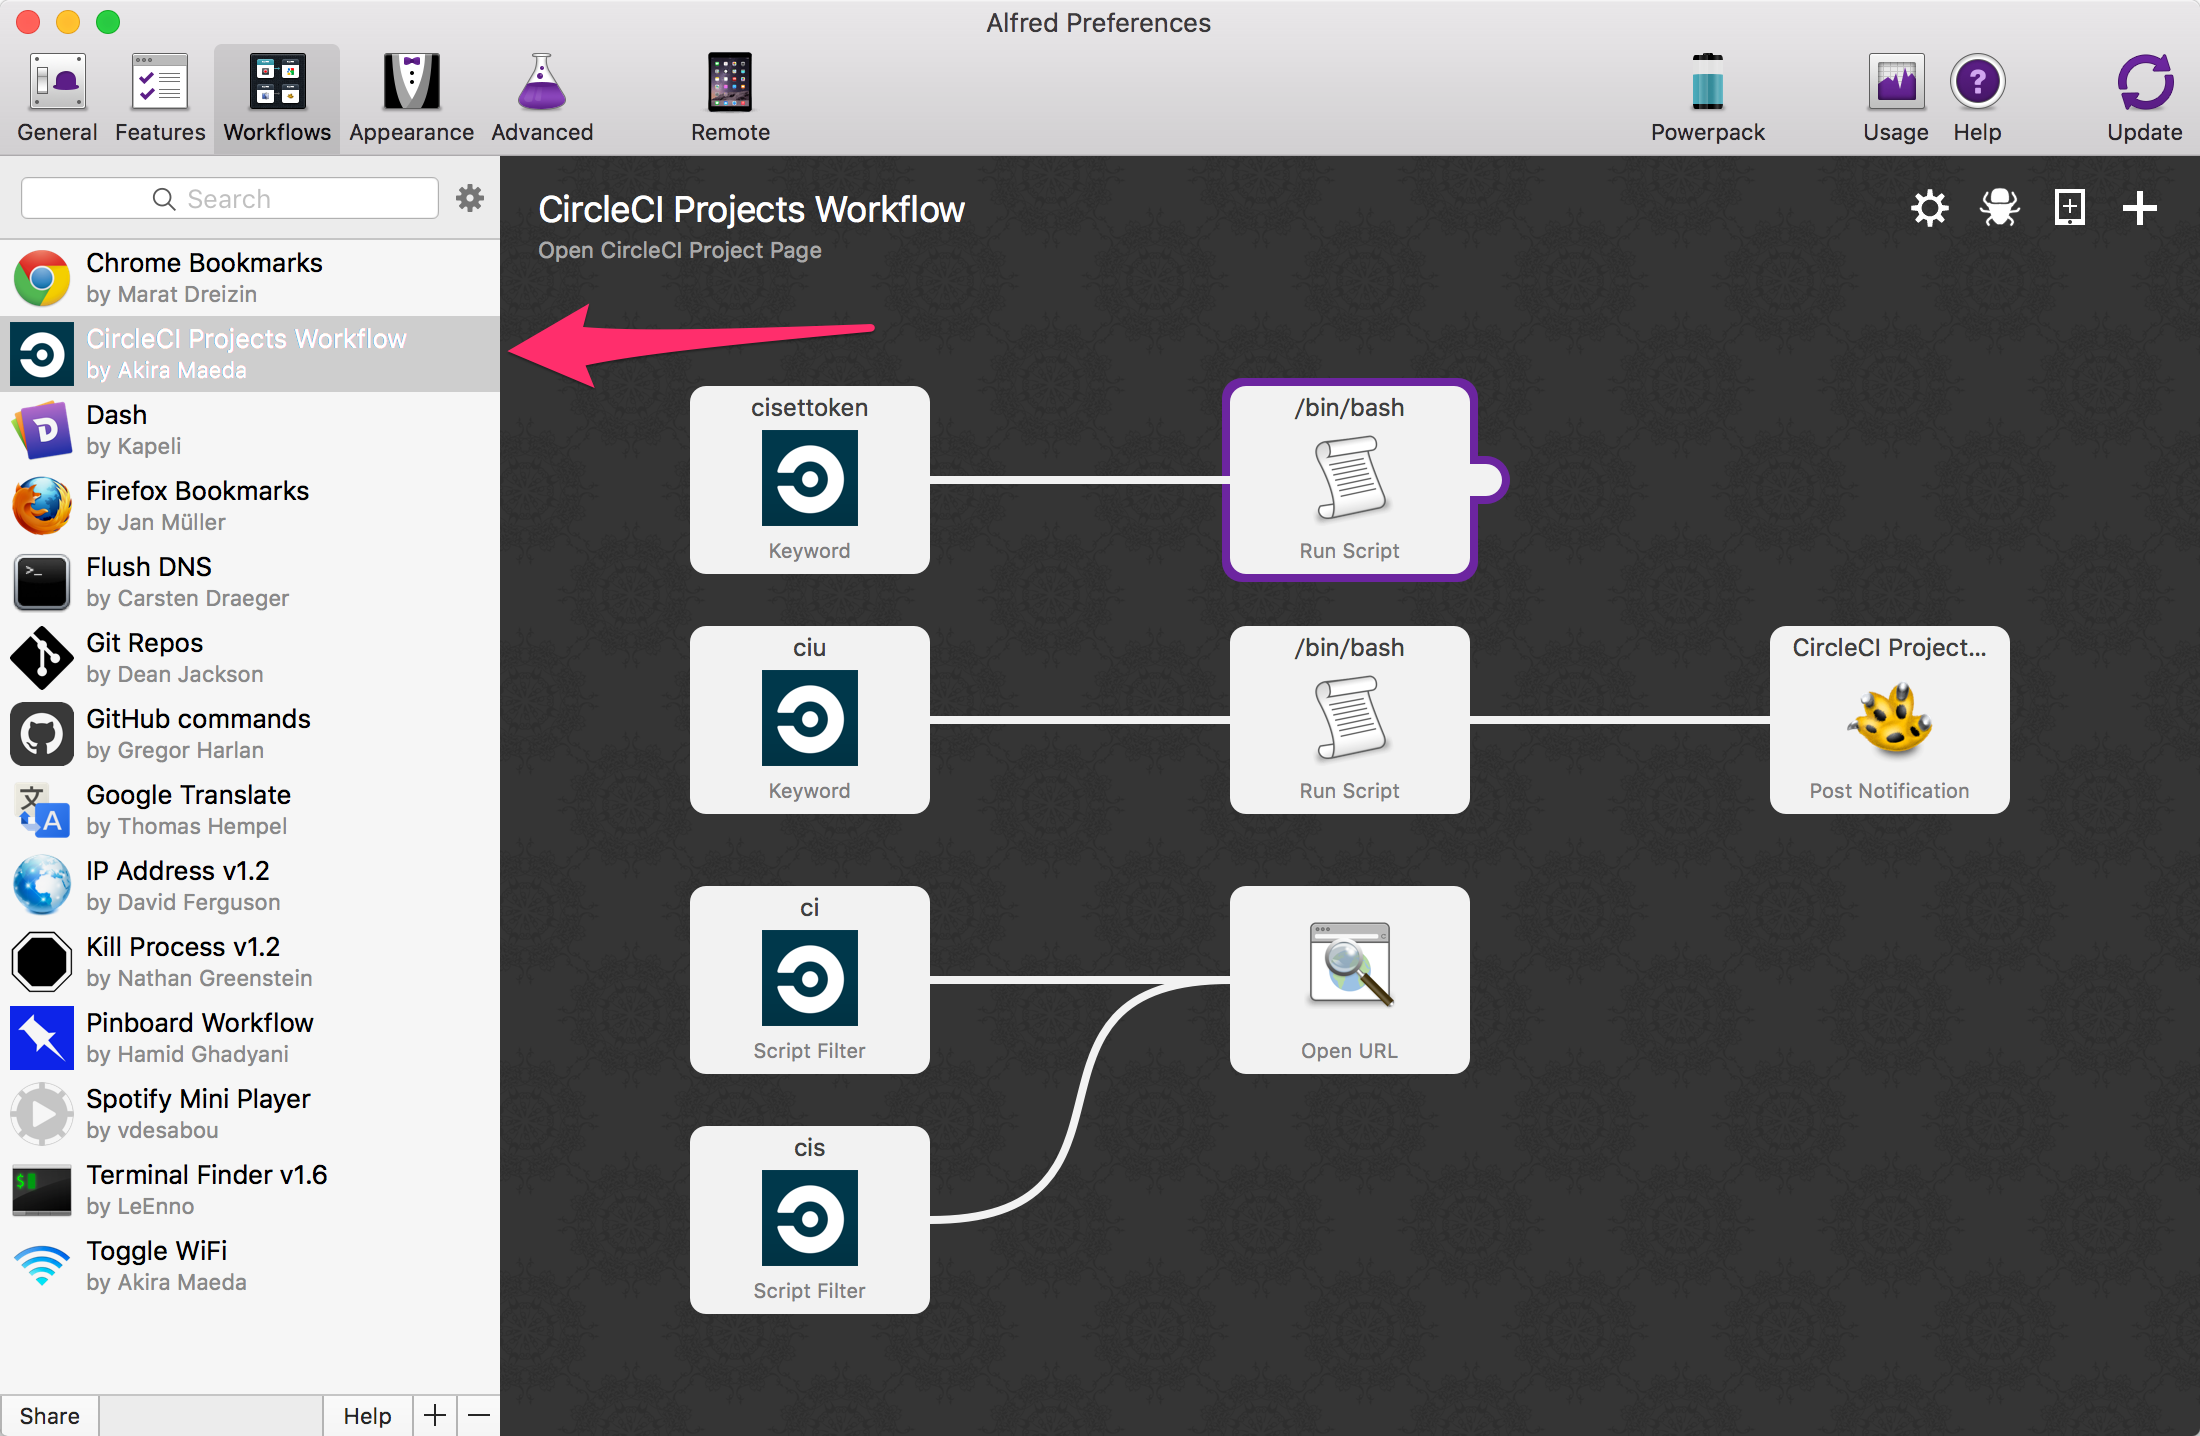 Alfred Preferences
General
Features
Workflows
Appearance
Advanced
Remote
Powerpack
Usage
Help
Update
Search
Chrome Bookmarks
by Marat Dreizin
CircleCI Projects Workflow
by Akira Maeda
Dash
by Kapeli
Firefox Bookmarks
by Jan Müller
Flush DNS
by Carsten Draeger
Git Repos
by Dean Jackson
GitHub commands
by Gregor Harlan
Google Translate
by Thomas Hempel
IP Address v1.2
by David Ferguson
Kill Process v1.2
by Nathan Greenstein
Pinboard Workflow
by Hamid Ghadyani
Spotify Mini Player
by vdesabou
Terminal Finder v1.6
by LeEnno
Toggle WiFi
by Akira Maeda
Share
Help
CircleCI Projects Workflow
Open CircleCI Project Page
cisettoken
Keyword
/bin/bash
Run Script
ciu
Keyword
/bin/bash
Run Script
CircleCI Project...
Post Notification
ci
Script Filter
Open URL
cis
Script Filter